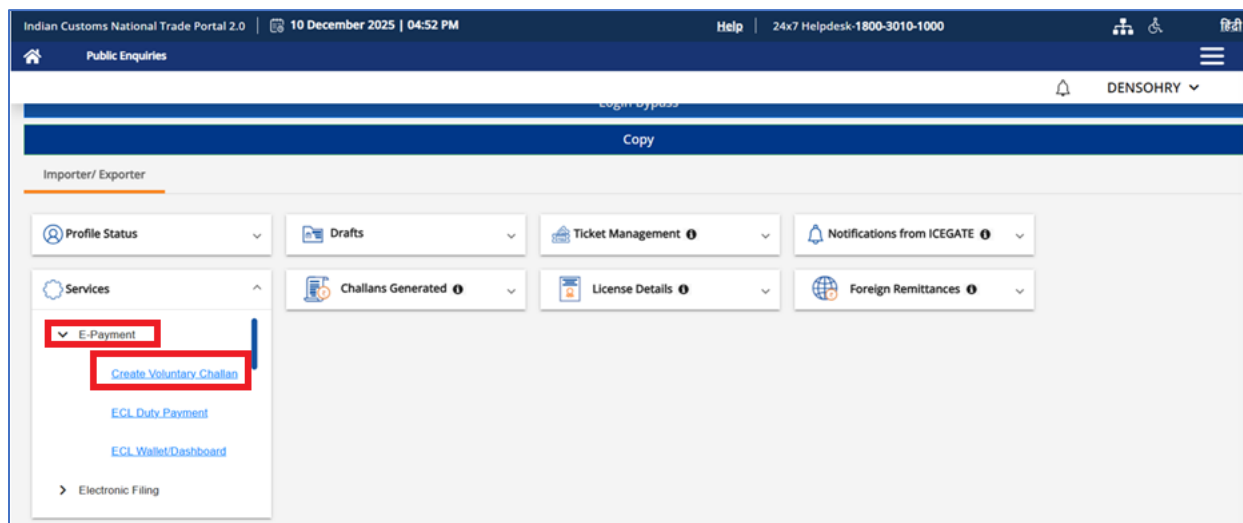 Indian Customs National Trade Portal 2.0 | 10 December 2025 | 04:52 PM Help | 24x7 Helpdesk-1800-3010-1000 हिंदी
Public Enquiries
DENSOHRY
Login Bypass
Copy
Importer/ Exporter
Profile Status Drafts Ticket Management Notifications from ICEGATE
Services Challans Generated License Details Foreign Remittances
E-Payment
Create Voluntary Challan
ECL Duty Payment
ECL Wallet/Dashboard
Electronic Filing